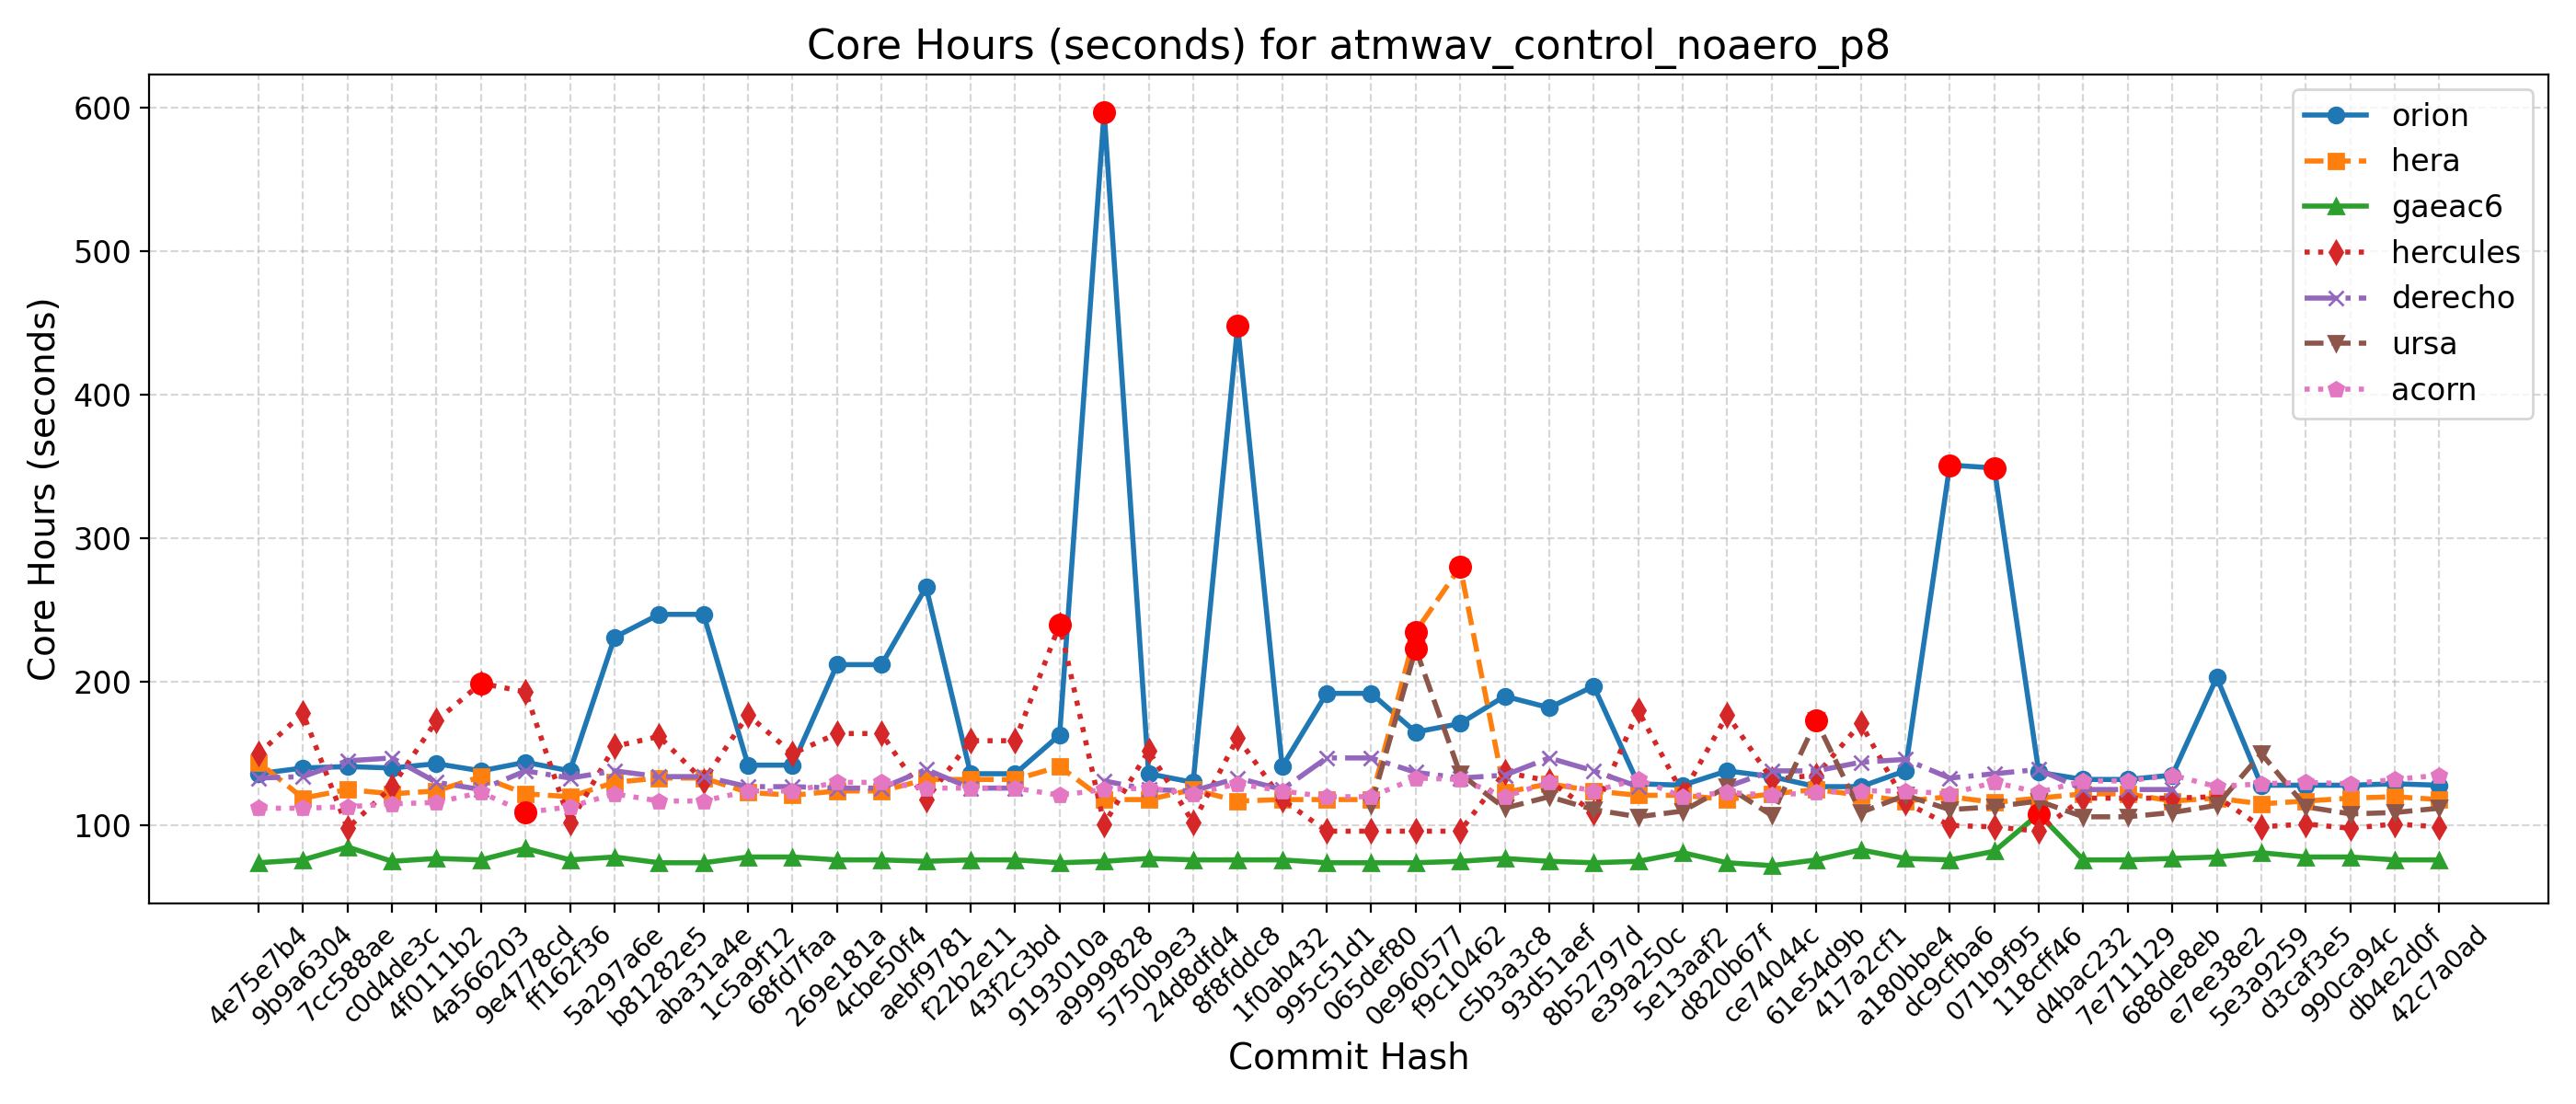 Core Hours (seconds) for atmwav_control_noaero_p8
Core Hours (seconds)
600
500
400
300
200
100
orion
hera
gaeac6
hercules
derecho
ursa
acorn
4e75e7b4
9b9a6304
7cc588ae
c0d4de3c
4f0111b2
4a566203
9e4778cd
ff162f36
5a297a6e
b81282e5
aba31a4e
1c5a9f12
68fd7faa
269e181a
4cbe50f4
aebf9781
f22b2e11
43f2c3bd
9193010a
a9999828
5750b9e3
24d8dfd4
8f8fddc8
1f0ab432
995c51d1
065def80
0e960577
f9c10462
c5b3a3c8
93d51aef
8b52797d
e39a250c
5e13aaf2
d820b67f
ce74044c
61e54d9b
417a2cf1
a180bbe4
dc9cfba6
071b9f95
118cff46
d4bac232
7e711129
688de8eb
e7ee38e2
5e3a9259
d3caf3e5
990ca94c
db4e2d0f
42c7a0ad
Commit Hash